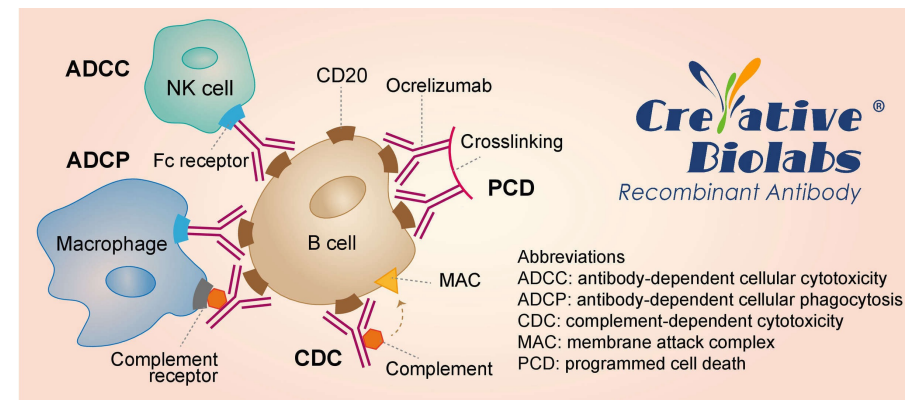 ADCC
NK cell
CD20
Ocrelizumab
Creative ®
Biolabs
Recombinant Antibody
Crosslinking
ADCP
Fc receptor
PCD
Macrophage
B cell
MAC
Complement
receptor
CDC
Complement
Abbreviations
ADCC: antibody-dependent cellular cytotoxicity
ADCP: antibody-dependent cellular phagocytosis
CDC: complement-dependent cytotoxicity
MAC: membrane attack complex
PCD: programmed cell death